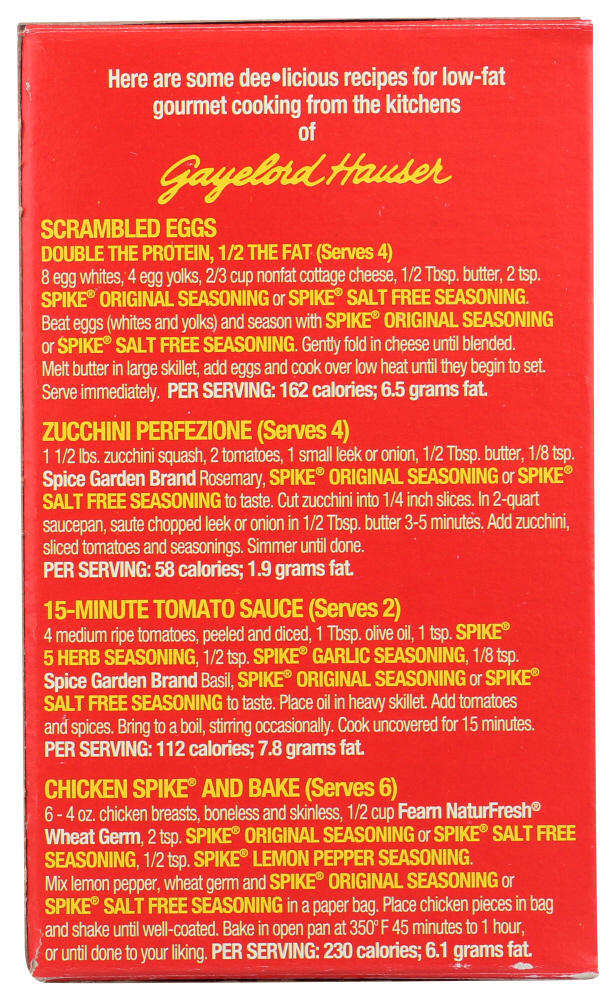 Here are some dee•licious recipes for low-fat
gourmet cooking from the kitchens
of
Gayelord Hauser
SCRAMBLED EGGS
DOUBLE THE PROTEIN, 1/2 THE FAT (Serves 4)
8 egg whites, 4 egg yolks, 2/3 cup nonfat cottage cheese, 1/2 Tbsp. butter, 2 tsp.
SPIKE® ORIGINAL SEASONING or SPIKE® SALT FREE SEASONING.
Beat eggs (whites and yolks) and season with SPIKE® ORIGINAL SEASONING
or SPIKE® SALT FREE SEASONING. Gently fold in cheese until blended.
Melt butter in large skillet, add eggs and cook over low heat until they begin to set.
Serve immediately. PER SERVING: 162 calories; 6.5 grams fat.
ZUCCHINI PERFEZIONE (Serves 4)
1 1/2 lbs. zucchini squash, 2 tomatoes, 1 small leek or onion, 1/2 Tbsp. butter, 1/8 tsp.
Spice Garden Brand Rosemary, SPIKE® ORIGINAL SEASONING or SPIKE®
SALT FREE SEASONING to taste. Cut zucchini into 1/4 inch slices. In 2-quart
saucepan, saute chopped leek or onion in 1/2 Tbsp. butter 3-5 minutes. Add zucchini,
sliced tomatoes and seasonings. Simmer until done.
PER SERVING: 58 calories; 1.9 grams fat.
15-MINUTE TOMATO SAUCE (Serves 2)
4 medium ripe tomatoes, peeled and diced, 1 Tbsp. olive oil, 1 tsp. SPIKE®
5 HERB SEASONING, 1/2 tsp. SPIKE® GARLIC SEASONING, 1/8 tsp.
Spice Garden Brand Basil, SPIKE® ORIGINAL SEASONING or SPIKE®
SALT FREE SEASONING to taste. Place oil in heavy skillet. Add tomatoes
and spices. Bring to a boil, stirring occasionally. Cook uncovered for 15 minutes.
PER SERVING: 112 calories; 7.8 grams fat.
CHICKEN SPIKE® AND BAKE (Serves 6)
6 - 4 oz. chicken breasts, boneless and skinless, 1/2 cup Fearn NaturFresh®
Wheat Germ, 2 tsp. SPIKE® ORIGINAL SEASONING or SPIKE® SALT FREE
SEASONING, 1/2 tsp. SPIKE® LEMON PEPPER SEASONING.
Mix lemon pepper, wheat germ and SPIKE® ORIGINAL SEASONING or
SPIKE® SALT FREE SEASONING in a paper bag. Place chicken pieces in bag
and shake until well-coated. Bake in open pan at 350° F 45 minutes to 1 hour,
or until done to your liking. PER SERVING: 230 calories; 6.1 grams fat.